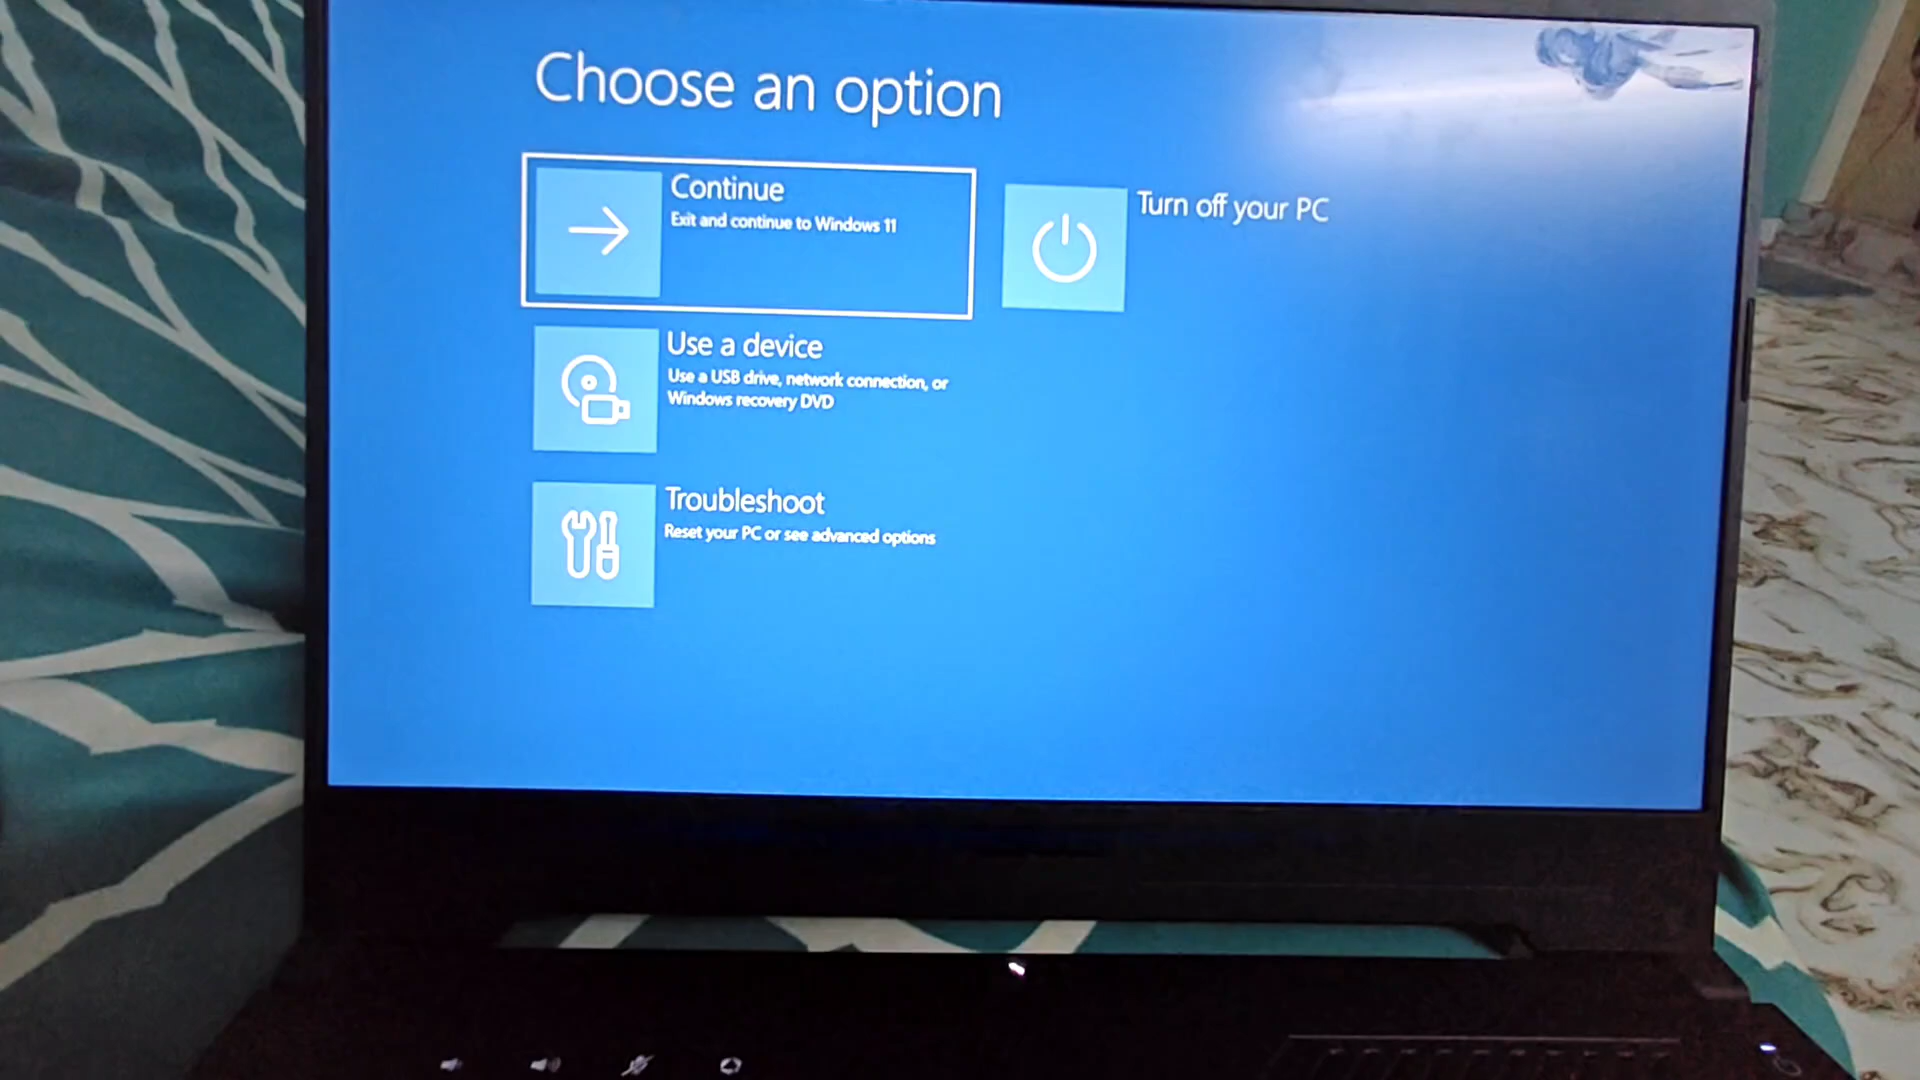 Choose an option
Continue
Exit and continue to Windows 11
Turn off your PC
Use a device
Use a USB drive, network connection, or
Windows recovery DVD
Troubleshoot
Reset your PC or see advanced options